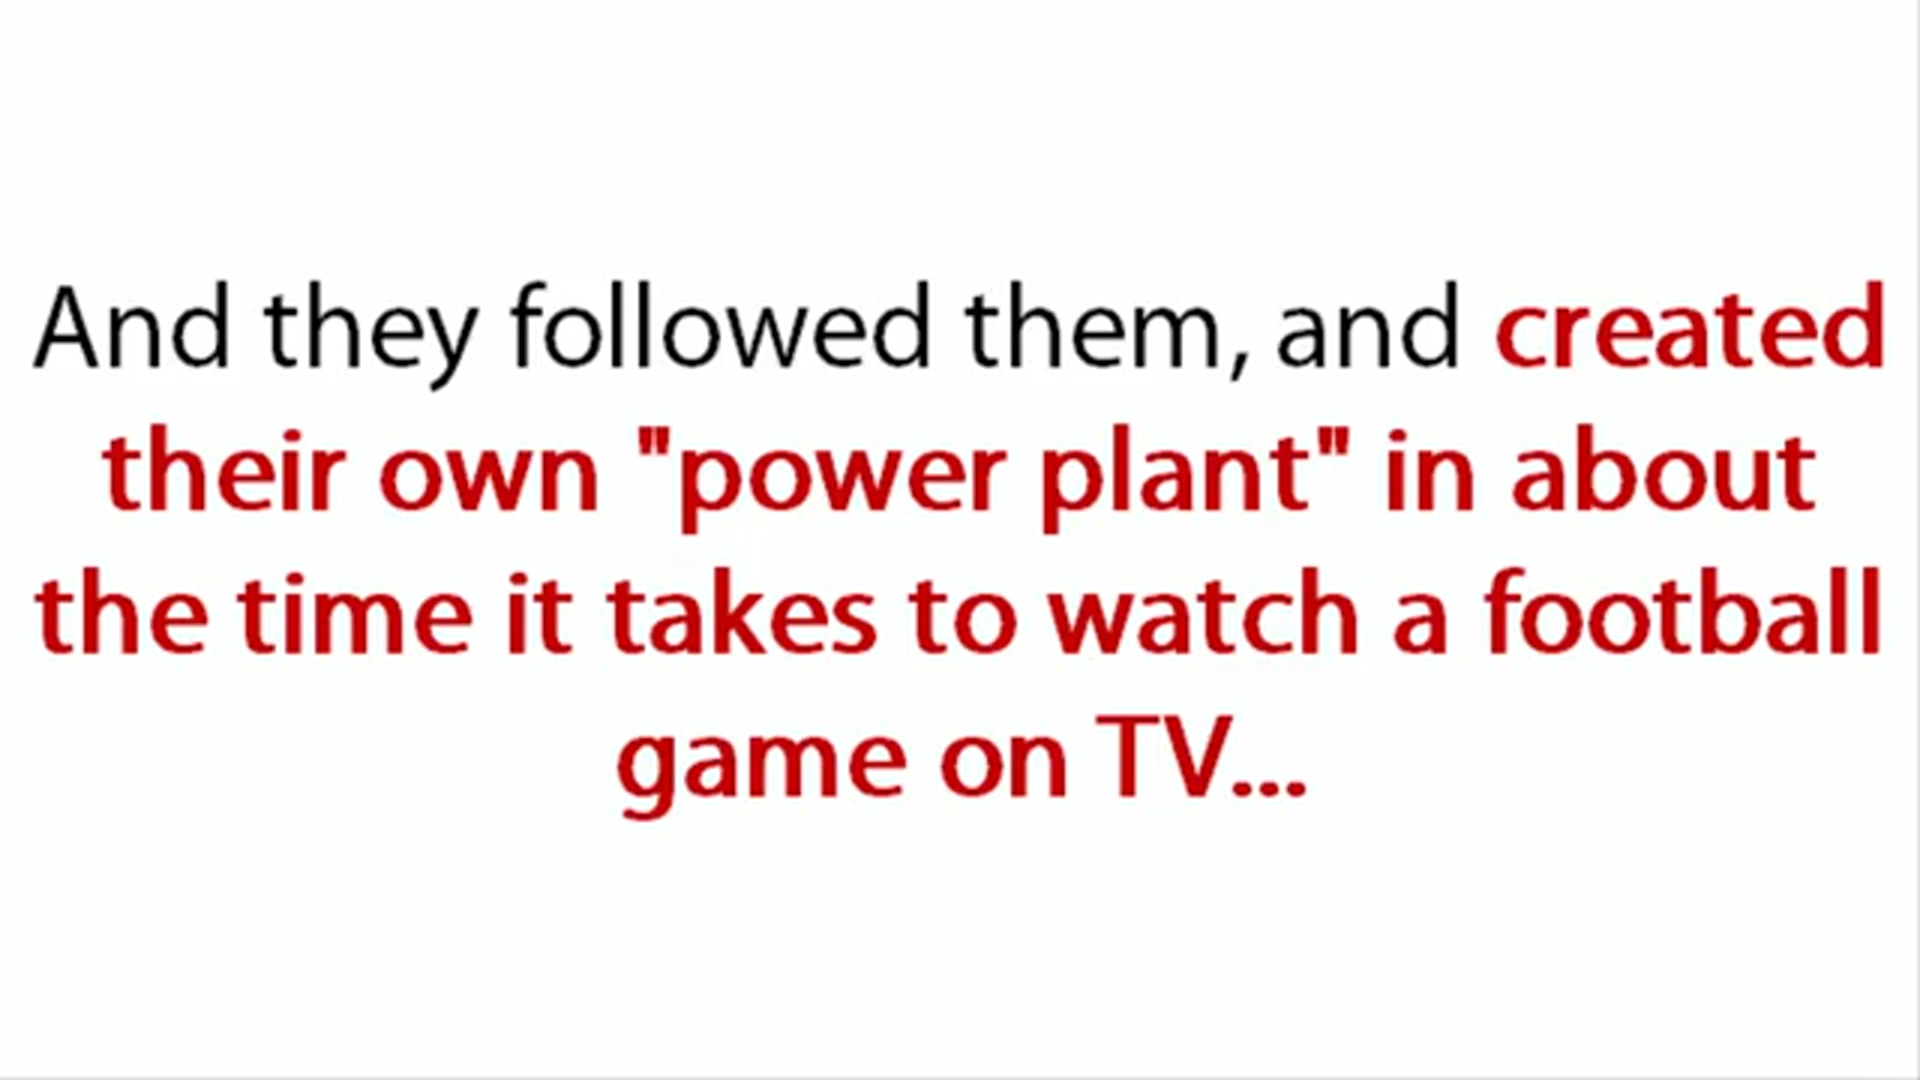 And they followed them, and created
their own "power plant" in about
the time it takes to watch a football
game on TV...